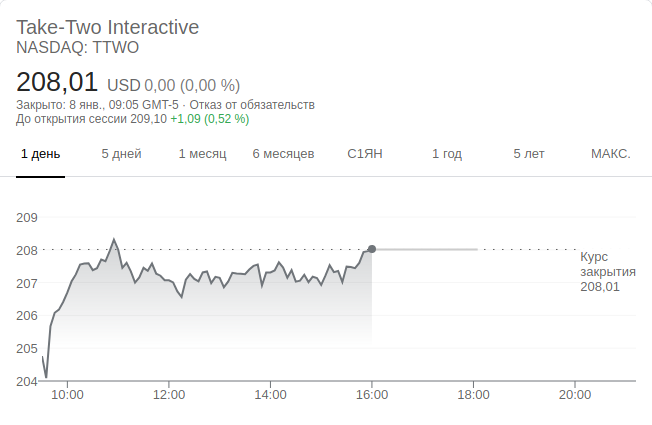 Take-Two Interactive
NASDAQ: TTWO
208,01 USD 0,00 (0,00 %)
Закрыто: 8 янв., 09:05 GMT-5 · Отказ от обязательств
До открытия сессии 209,10 +1,09 (0,52 %)
1 день 5 дней 1 месяц 6 месяцев С1ЯН 1 год 5 лет МАКС.
209
208
207
206
205
204
Курс
закрытия
208,01
10:00 12:00 14:00 16:00 18:00 20:00